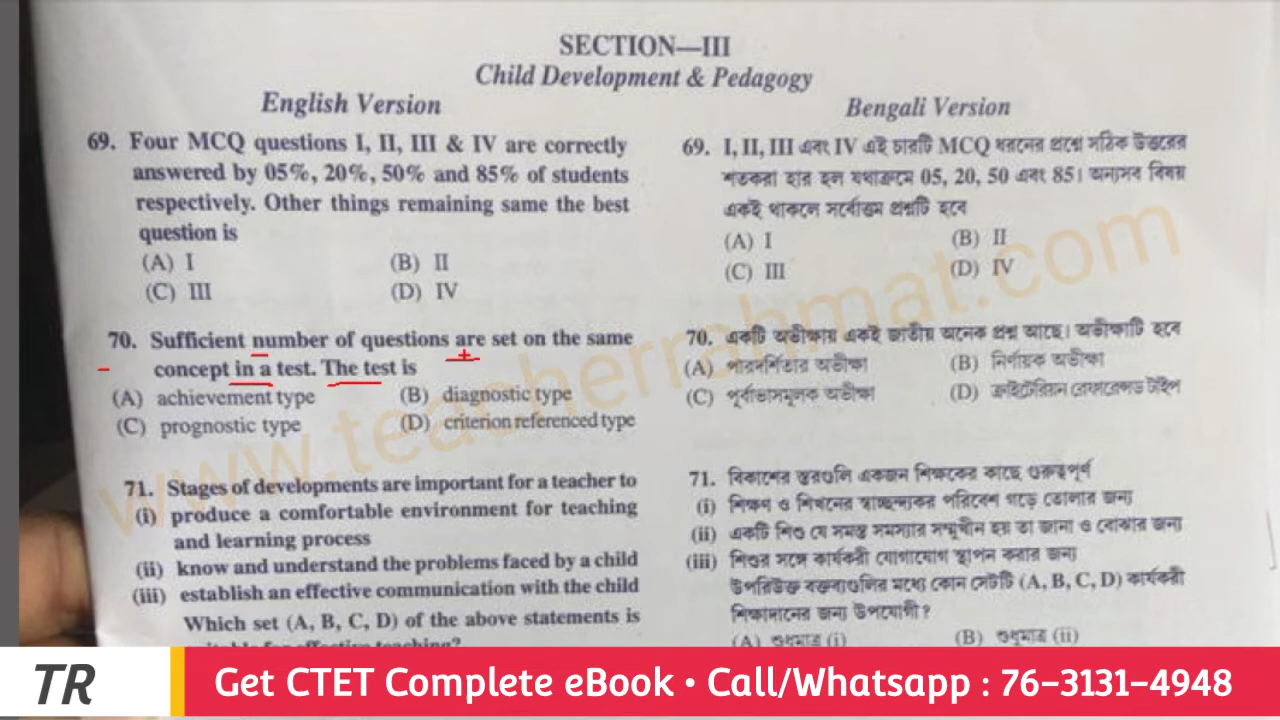 SECTION—III
Child Development & Pedagogy
English Version
69. Four MCQ questions I, II, III & IV are correctly
answered by 05%, 20%, 50% and 85% of students
respectively. Other things remaining same the best
question is
(A) I (B) II
(C) III (D) IV
70. Sufficient number of questions are set on the same
concept in a test. The test is
(A) achievement type (B) diagnostic type
(C) prognostic type (D) criterion referenced type
71. Stages of developments are important for a teacher to
(i) produce a comfortable environment for teaching
and learning process
(ii) know and understand the problems faced by a child
(iii) establish an effective communication with the child
Which set (A, B, C, D) of the above statements is
Bengali Version
69. I, II, III এবং IV এই চারটি MCQ ধরনের প্রশ্নে সঠিক উত্তরের
শতকরা হার হল যথাক্রমে 05, 20, 50 এবং 85। অন্যসব বিষয়
একই থাকলে সর্বোত্তম প্রশ্নটি হবে
(A) I (B) II
(C) III (D) IV
70. একটি অভীক্ষায় একই জাতীয় অনেক প্রশ্ন আছে। অভীক্ষাটি হবে
(A) পারদর্শিতার অভীক্ষা (B) নির্ণায়ক অভীক্ষা
(C) পূর্বাভাসমূলক অভীক্ষা (D) ক্রাইটেরিয়ন রেফারেন্সড টাইপ
71. বিকাশের স্তরগুলি একজন শিক্ষকের কাছে গুরুত্বপূর্ণ
(i) শিক্ষণ ও শিখনের স্বাচ্ছন্দ্যকর পরিবেশ গড়ে তোলার জন্য
(ii) একটি শিশু যে সমস্ত সমস্যার সম্মুখীন হয় তা জানা ও বোঝার জন্য
(iii) শিশুর সঙ্গে কার্যকরী যোগাযোগ স্থাপন করার জন্য
উপরিউক্ত বক্তব্যগুলির মধ্যে কোন সেটটি (A, B, C, D) কার্যকরী
শিক্ষাদানের জন্য উপযোগী?
(A) শুধুমাত্র (i) (B) শুধুমাত্র (ii)
www.teacherrahmat.com
TR Get CTET Complete eBook • Call/Whatsapp : 76-3131-4948